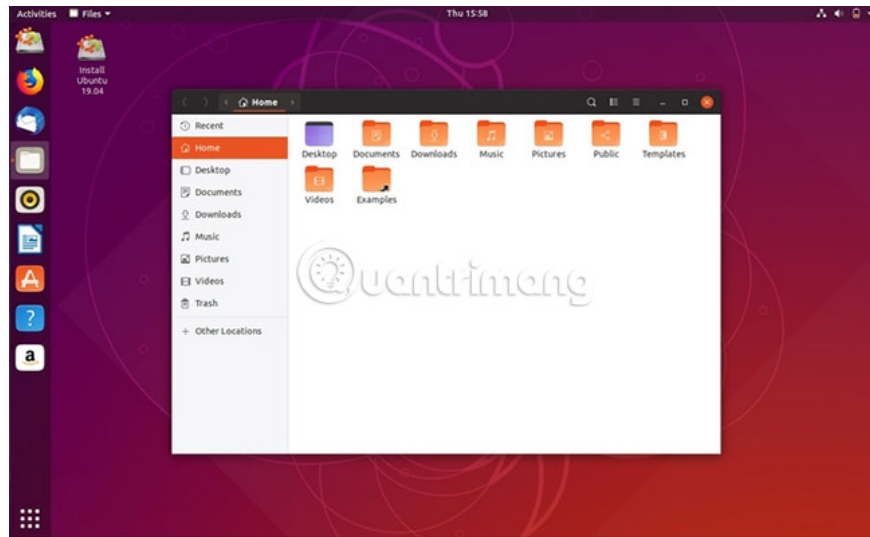 Activities Files Thu 15:58
Install
Ubuntu
19.04
Home
Recent
Home
Desktop
Documents
Downloads
Music
Pictures
Videos
Trash
+ Other Locations
Desktop Documents Downloads Music Pictures Public Templates
Videos Examples
Quantrimang
?
a